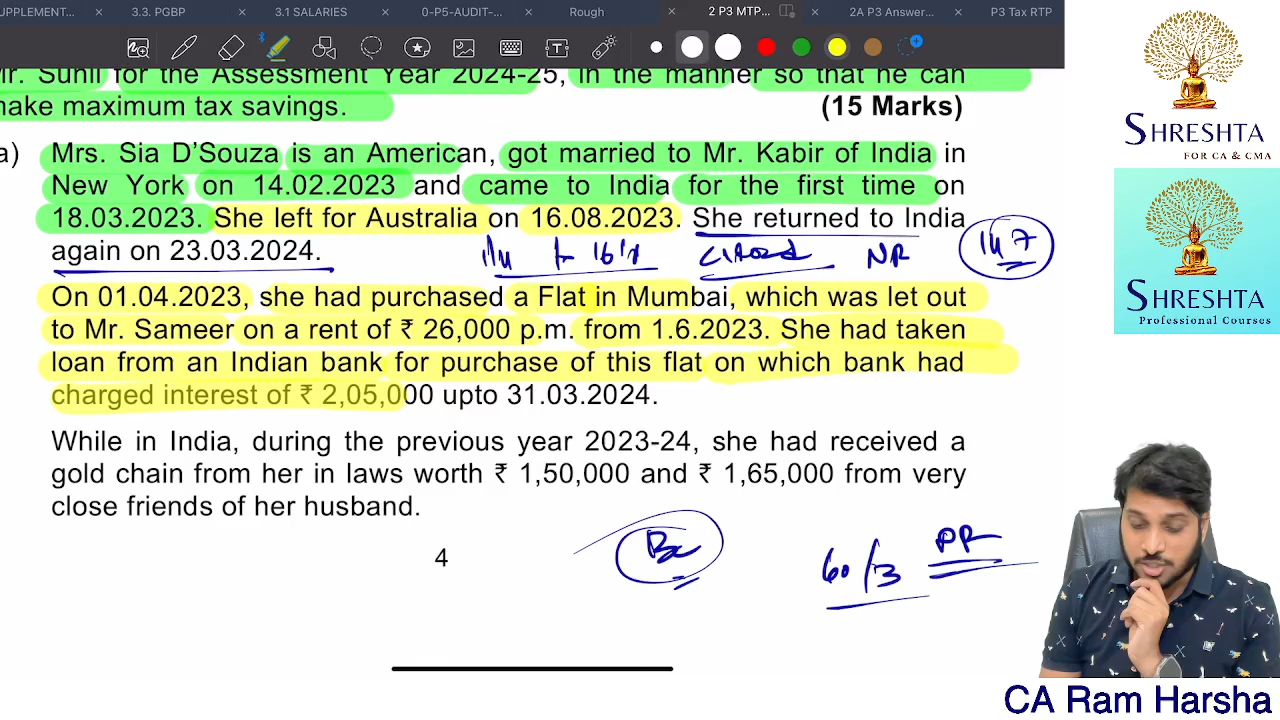 UPPLEMENT... × 3.3. PGBP × 3.1 SALARIES × 0-P5-AUDIT-... × Rough × 2 P3 MTP... × 2A P3 Answer... × P3 Tax RTP
Mr. Sunil for the Assessment Year 2024-25, in the manner so that he can
make maximum tax savings. (15 Marks)
a) Mrs. Sia D'Souza is an American, got married to Mr. Kabir of India in
New York on 14.02.2023 and came to India for the first time on
18.03.2023. She left for Australia on 16.08.2023. She returned to India
again on 23.03.2024.
NR
147
On 01.04.2023, she had purchased a Flat in Mumbai, which was let out
to Mr. Sameer on a rent of ₹ 26,000 p.m. from 1.6.2023. She had taken
loan from an Indian bank for purchase of this flat on which bank had
charged interest of ₹ 2,05,000 upto 31.03.2024.
While in India, during the previous year 2023-24, she had received a
gold chain from her in laws worth ₹ 1,50,000 and ₹ 1,65,000 from very
close friends of her husband.
4
60/3
SHRESHTA
FOR CA & CMA
SHRESHTA
Professional Courses
CA Ram Harsha